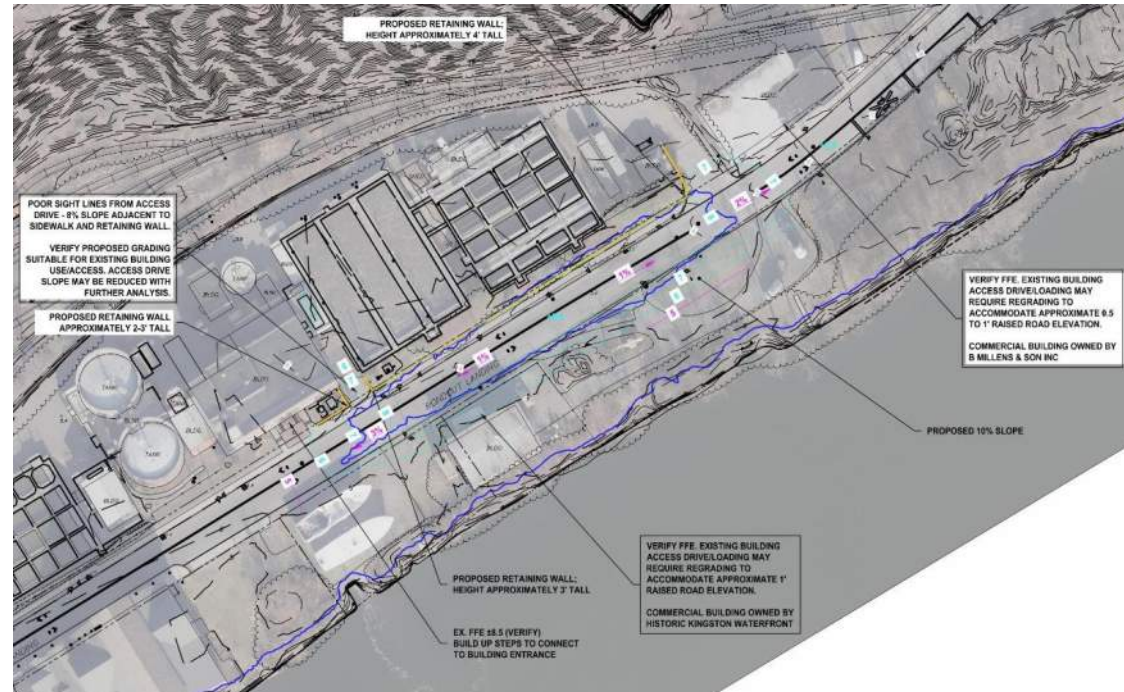 PROPOSED RETAINING WALL;
HEIGHT APPROXIMATELY 4' TALL
POOR SIGHT LINES FROM ACCESS
DRIVE - 8% SLOPE ADJACENT TO
SIDEWALK AND RETAINING WALL.
VERIFY PROPOSED GRADING
SUITABLE FOR EXISTING BUILDING
USE/ACCESS. ACCESS DRIVE
SLOPE MAY BE REDUCED WITH
FURTHER ANALYSIS.
PROPOSED RETAINING WALL
APPROXIMATELY 2-3' TALL
VERIFY FFE. EXISTING BUILDING
ACCESS DRIVE/LOADING MAY
REQUIRE REGRADING TO
ACCOMMODATE APPROXIMATE 0.5
TO 1' RAISED ROAD ELEVATION.
COMMERCIAL BUILDING OWNED BY
B MILLENS & SON INC
PROPOSED 10% SLOPE
VERIFY FFE. EXISTING BUILDING
ACCESS DRIVE/LOADING MAY
REQUIRE REGRADING TO
ACCOMMODATE APPROXIMATE 1'
RAISED ROAD ELEVATION.
COMMERCIAL BUILDING OWNED BY
HISTORIC KINGSTON WATERFRONT
PROPOSED RETAINING WALL;
HEIGHT APPROXIMATELY 3' TALL
EX. FFE ±8.5 (VERIFY)
BUILD UP STEPS TO CONNECT
TO BUILDING ENTRANCE
2%
1%
1%
3%
LANDING
TANK
TANK
TANK
BLDG
BLDG
BLDG
BLDG
BLDG